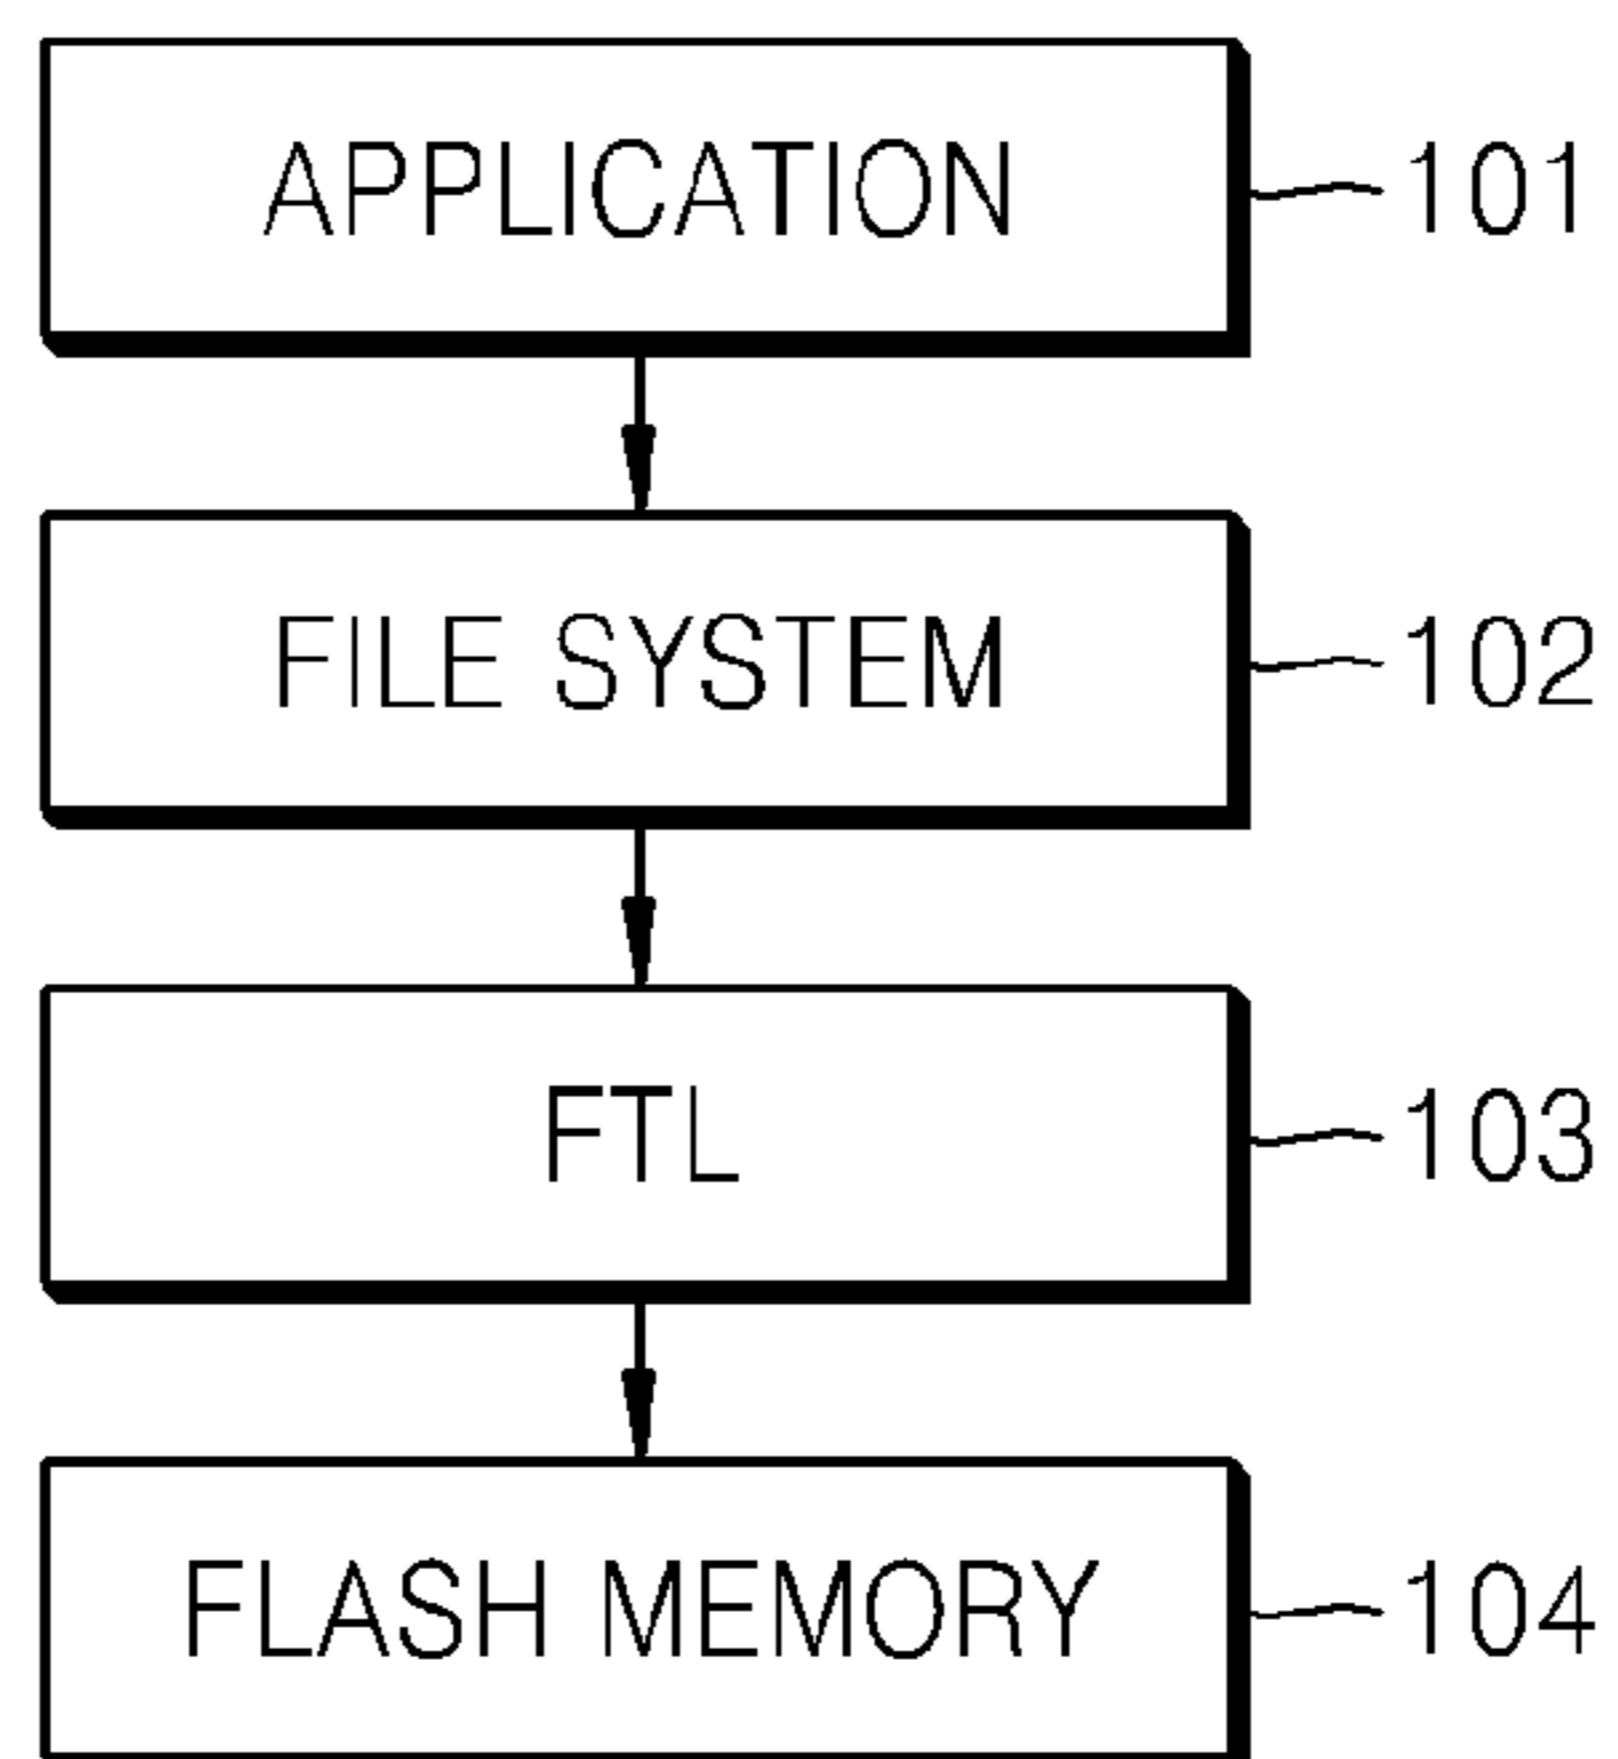 APPLICATION 101
FILE SYSTEM 102
FTL 103
FLASH MEMORY 104